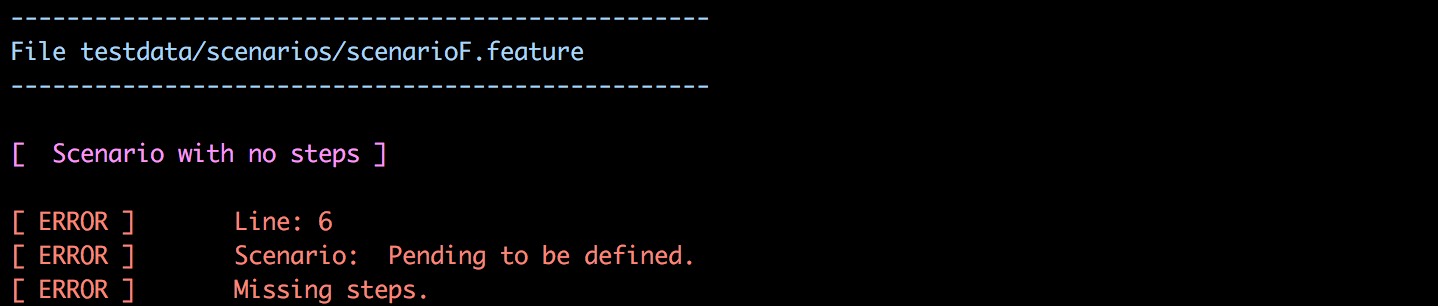 --------------------------------------------------
File testdata/scenarios/scenarioF.feature
--------------------------------------------------
[  Scenario with no steps ]
[ ERROR ]       Line: 6
[ ERROR ]       Scenario:  Pending to be defined.
[ ERROR ]       Missing steps.